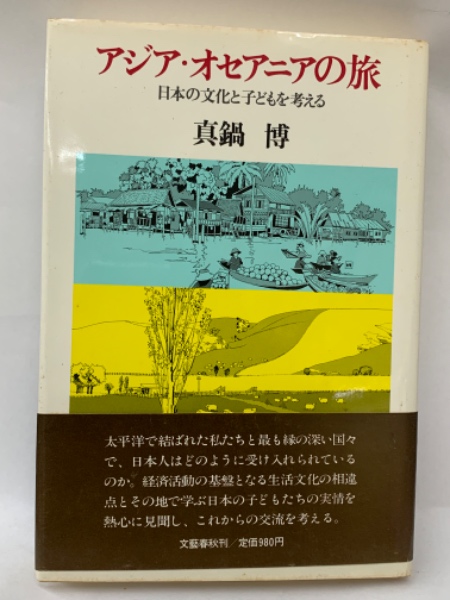 アジア・オセアニアの旅
日本の文化と子どもを考える
真鍋 博
太平洋で結ばれた私たちと最も縁の深い国々
で、日本人はどのように受け入れられている
のか。経済活動の基盤となる生活文化の相違
点とその地で学ぶ日本の子どもたちの実情を
熱心に見聞し、これからの交流を考える。
文藝春秋刊/定価980円